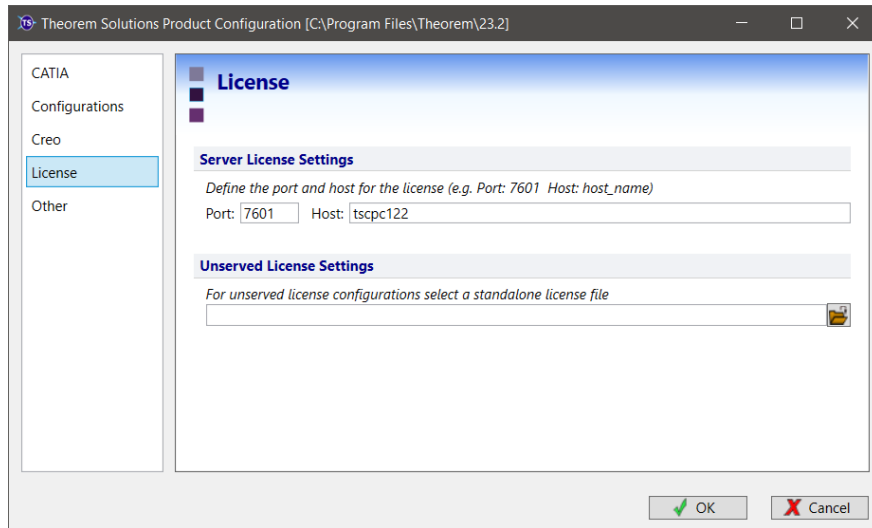 TS Theorem Solutions Product Configuration [C:\Program Files\Theorem\23.2]
CATIA
Configurations
Creo
License
Other
License
Server License Settings
Define the port and host for the license (e.g. Port: 7601 Host: host_name)
Port: 7601 Host: tscpc122
Unserved License Settings
For unserved license configurations select a standalone license file
OK Cancel